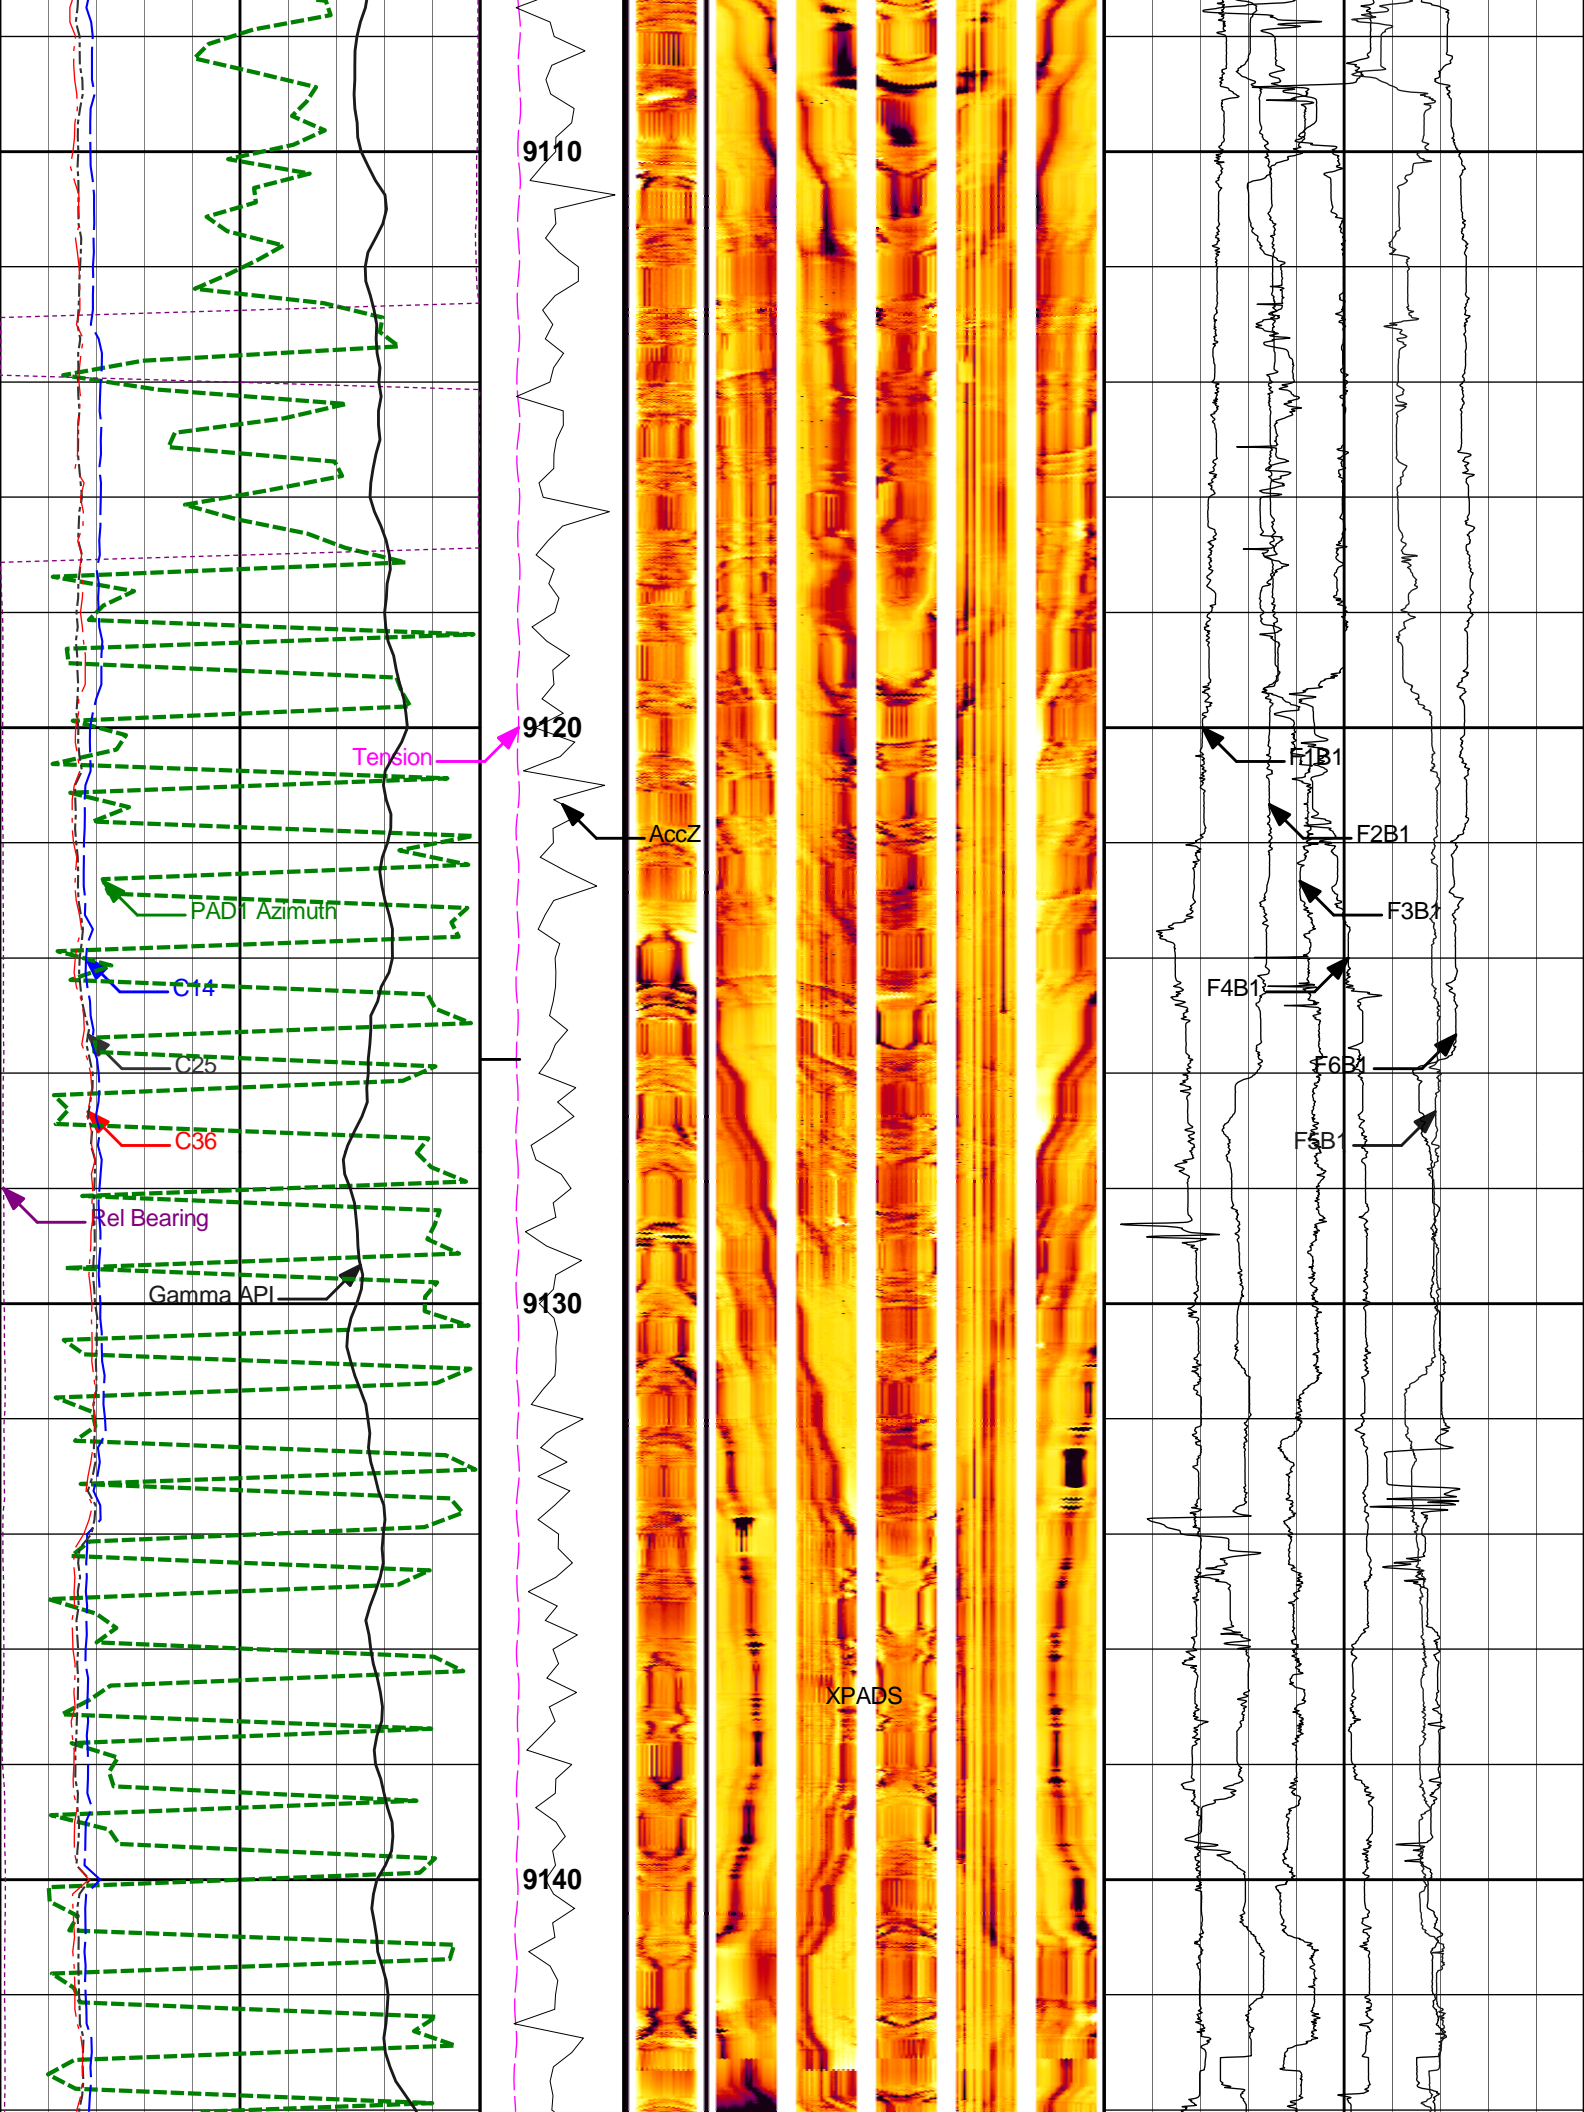 9110
9120
Tension
F1B1
AccZ
F2B1
PAD1 Azimuth
F3B1
C14
F4B1
C25
F6B1
C36
F5B1
Rel Bearing
Gamma API
9130
XPADS
9140